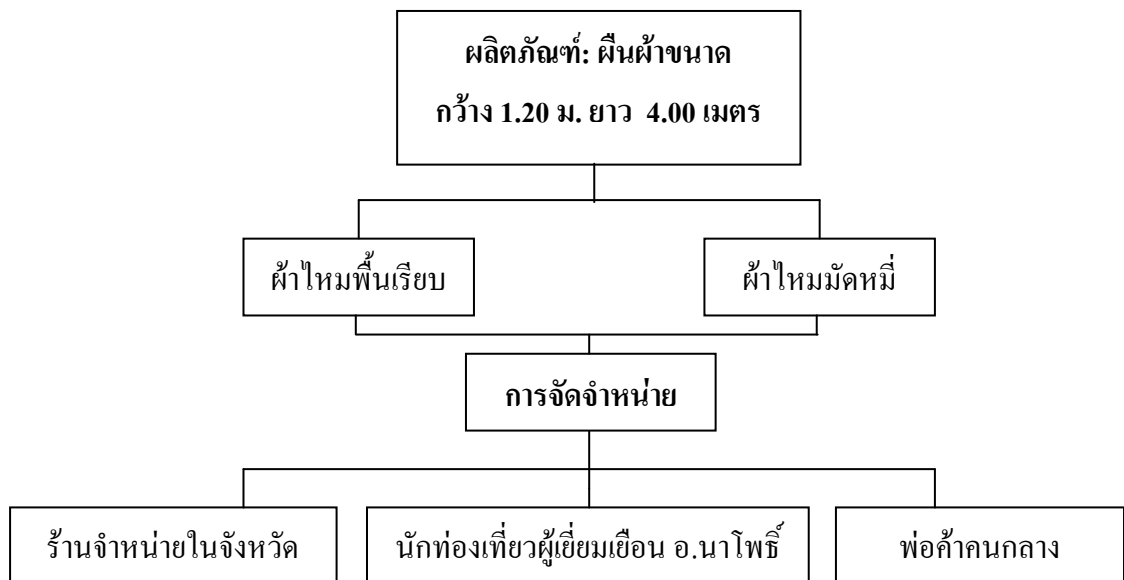 ผลิตภัณฑ์: ผืนผ้าขนาด
กว้าง 1.20 ม. ยาว 4.00 เมตร
ผ้าไหมพื้นเรียบ
ผ้าไหมมัดหมี่
การจัดจำหน่าย
ร้านจำหน่ายในจังหวัด
นักท่องเที่ยวผู้เยี่ยมเยือน อ.นาโพธิ์
พ่อค้าคนกลาง